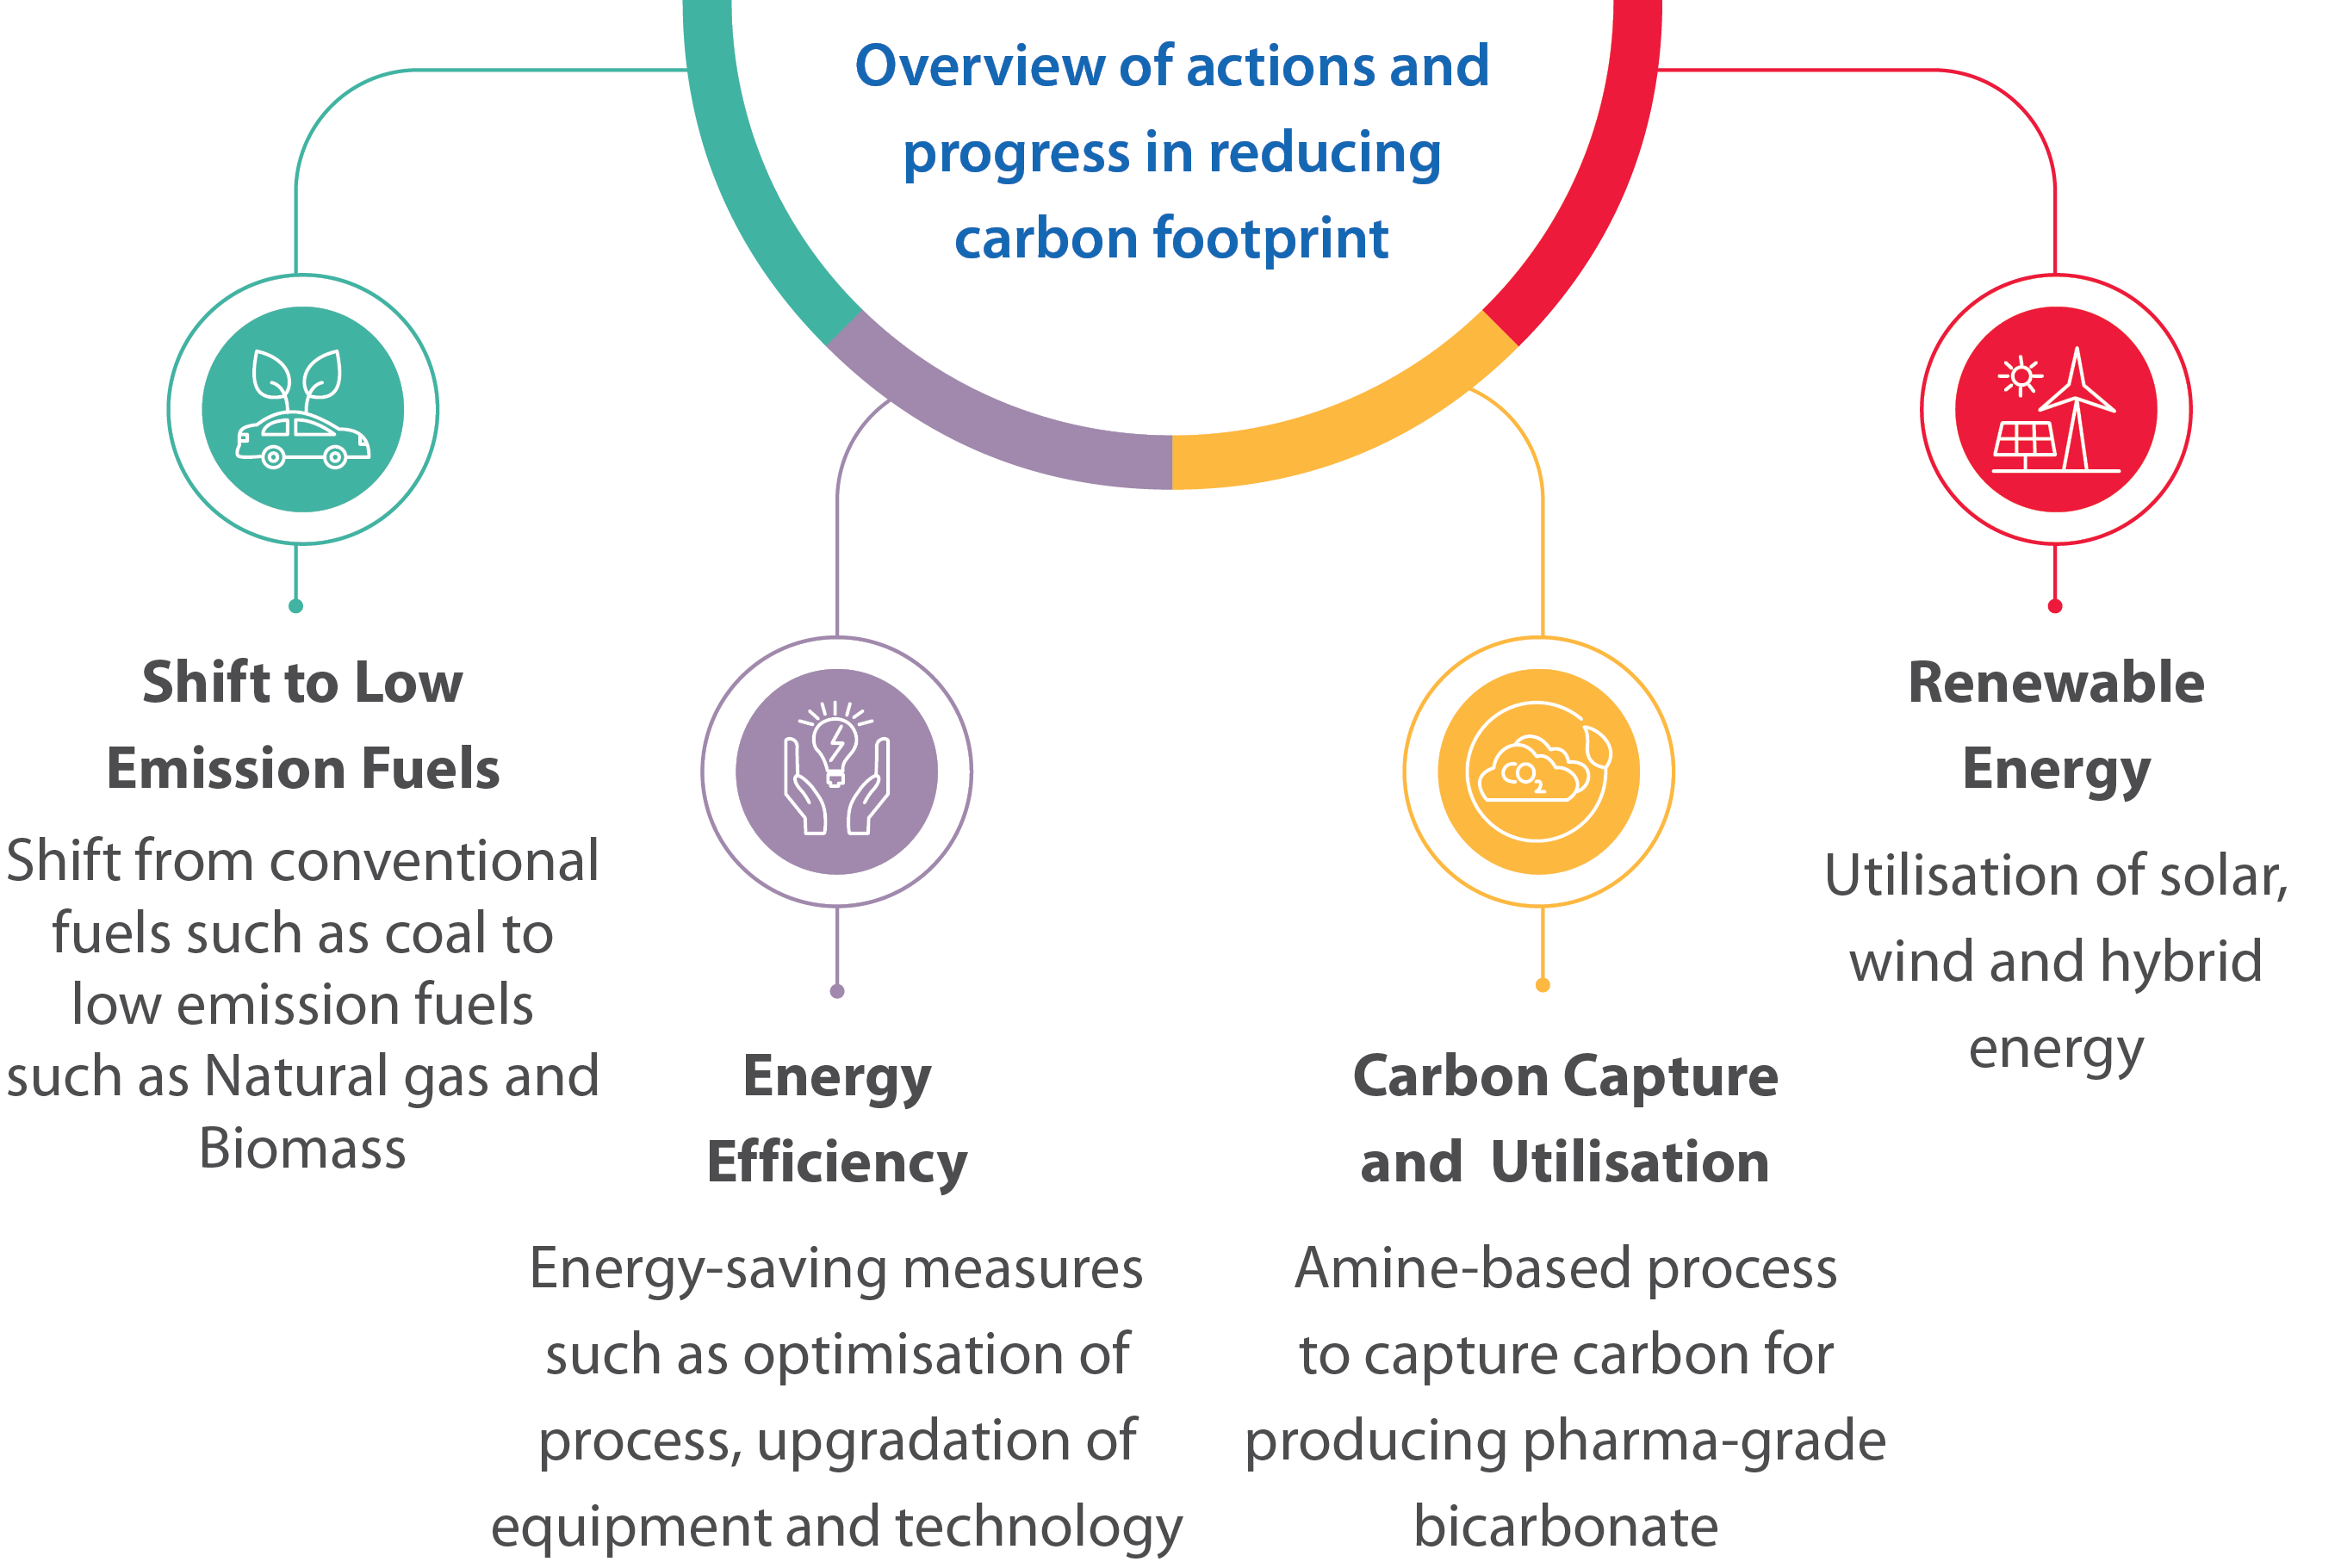 Overview of actions and
progress in reducing
carbon footprint
Shift to Low
Emission Fuels
Shift from conventional
fuels such as coal to
low emission fuels
such as Natural gas and
Biomass
Energy
Efficiency
Energy-saving measures
such as optimisation of
process, upgradation of
equipment and technology
CO2
Carbon Capture
and  Utilisation
Amine-based process
to capture carbon for
producing pharma-grade
bicarbonate
Renewable
Energy
Utilisation of solar,
wind and hybrid
energy